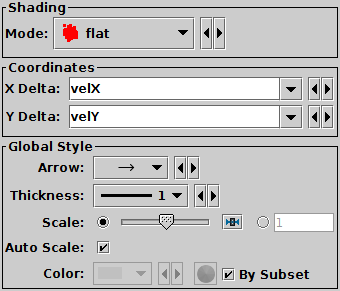 Shading
Mode: flat
Coordinates
X Delta: velX
Y Delta: velY
Global Style
Arrow:
Thickness: 1
Scale: 1
Auto Scale:
Color: By Subset